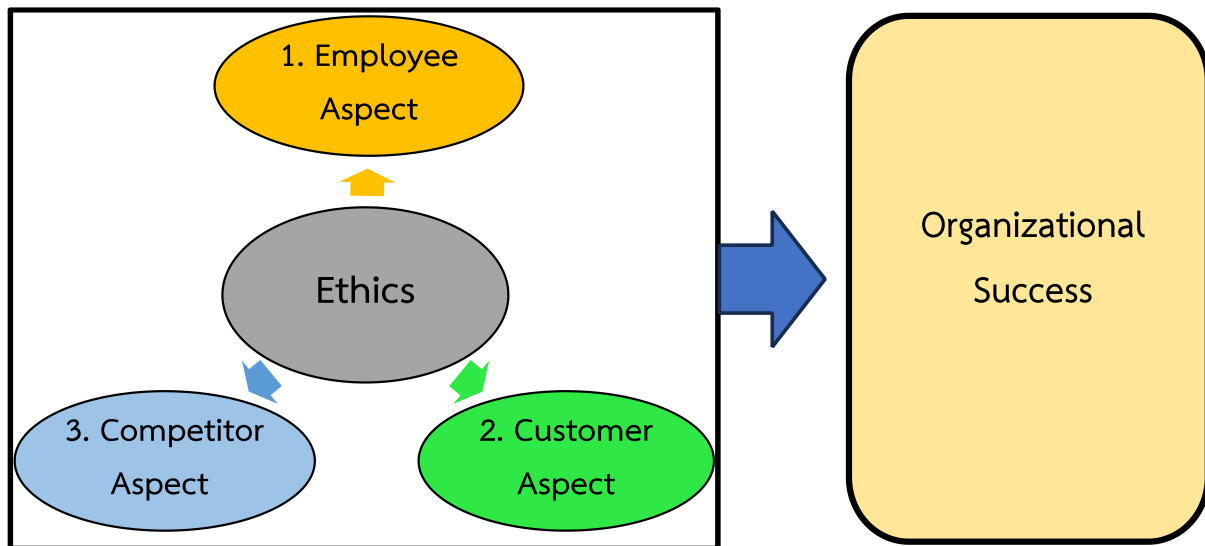 1. Employee
Aspect
Ethics
3. Competitor
Aspect
2. Customer
Aspect
Organizational
Success